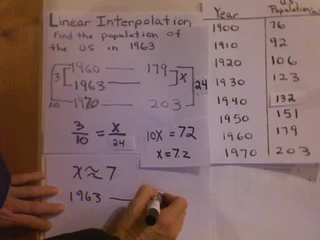 Linear Interpolation
Find the population of
the US in 1963
3 1960 — 179 x 24
1963 —
10 1970 — 203
3/10 = x/24
10x = 72
x = 7.2
x ≈ 7
1963 —
Year Population
1900 76
1910 92
1920 106
1930 123
1940 132
1950 151
1960 179
1970 203